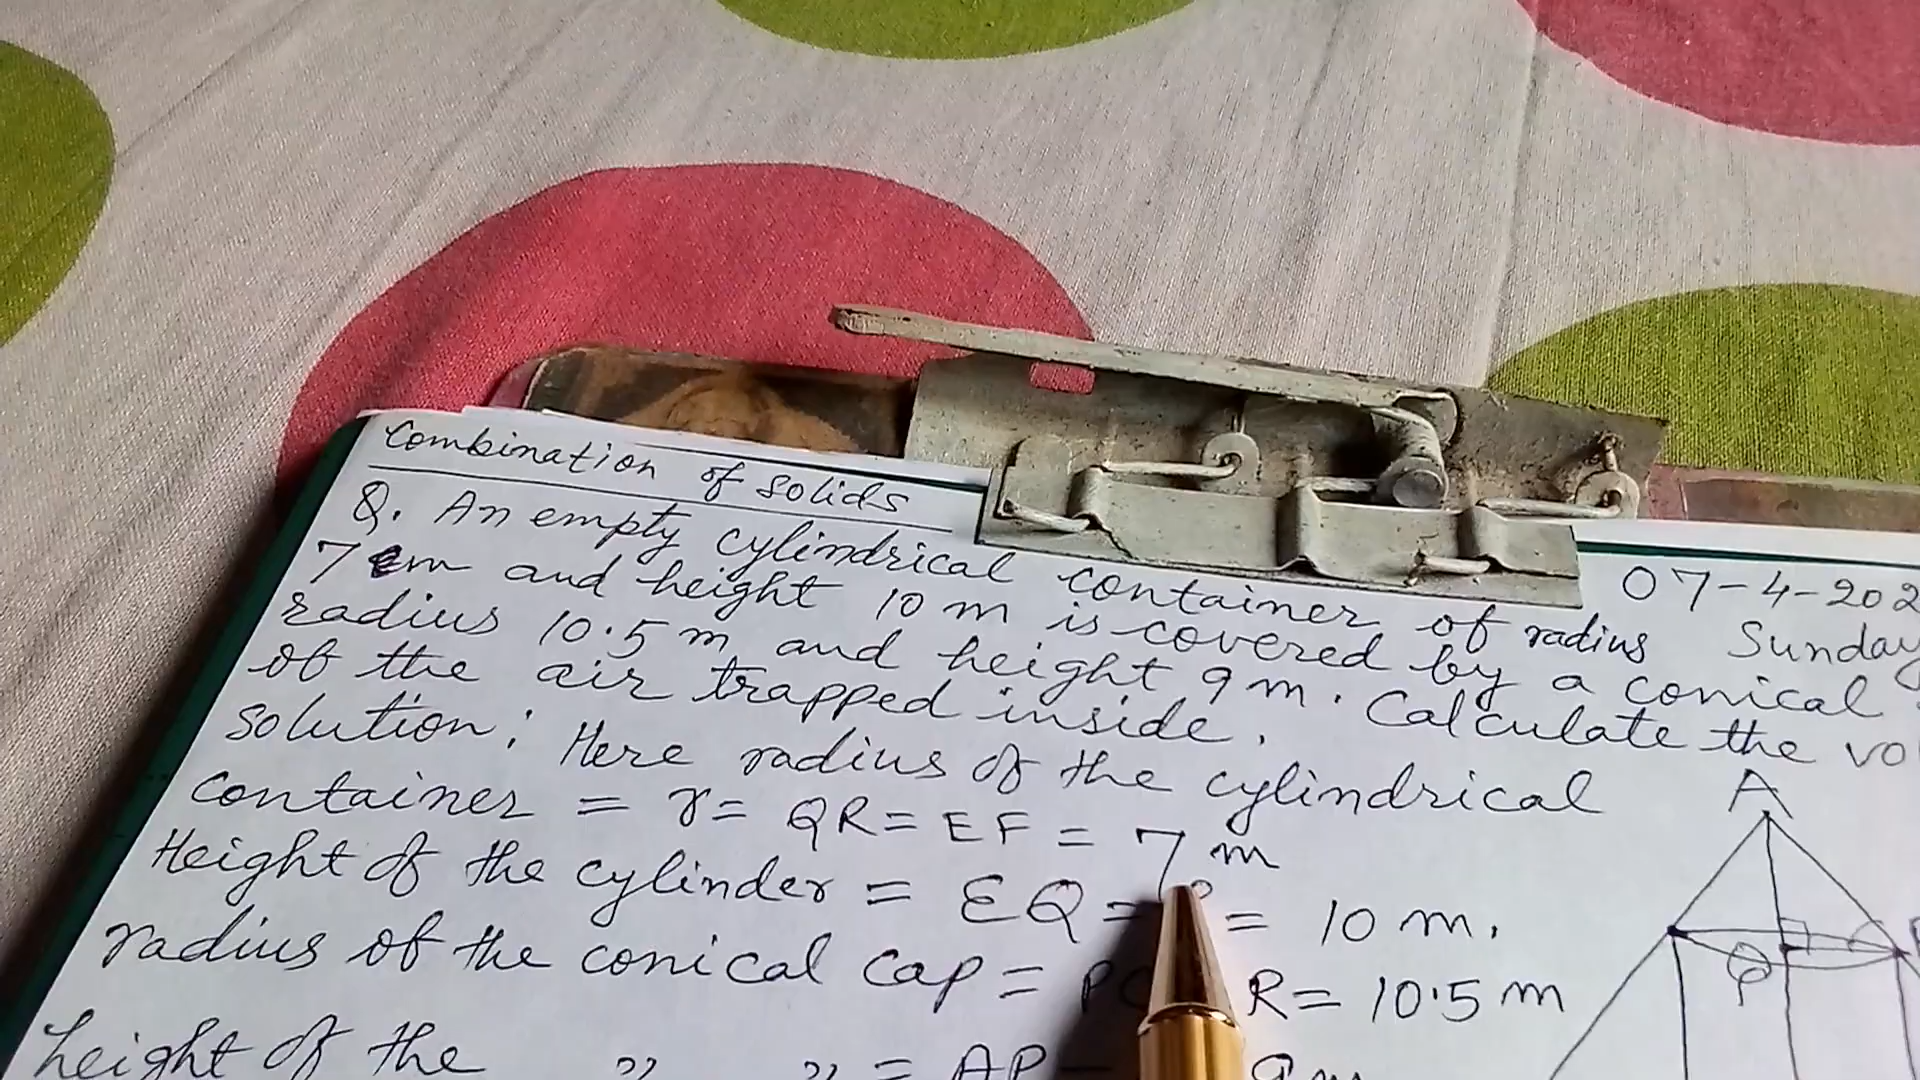 Combination of Solids
07-4-202
Sunday
Q. An empty cylindrical container of radius
7 m and height 10 m is covered by a conical
radius 10.5 m and height 9 m. Calculate the vo
of the air trapped inside.
Solution: Here radius of the cylindrical
container = r = QR = EF = 7 m
Height of the cylinder = EQ = = 10 m.
radius of the conical cap = R = 10.5 m
height of the " " = AP = 9 m
A
Q
P